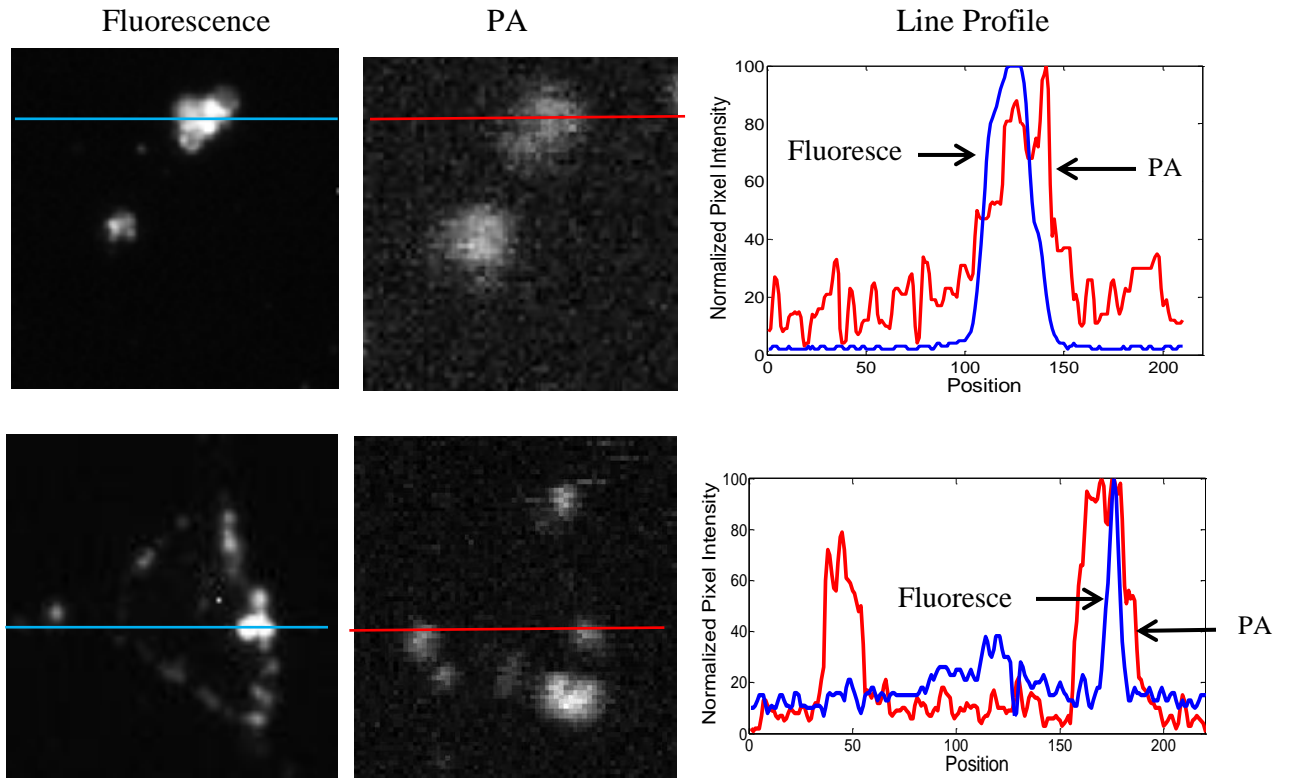 Fluorescence PA Line Profile
100
80
60
40
20
0
Normalized Pixel Intensity
Fluoresce
PA
0 50 100 150 200
Position
100
80
60
40
20
0
Normalized Pixel Intensity
Fluoresce
PA
0 50 100 150 200
Position